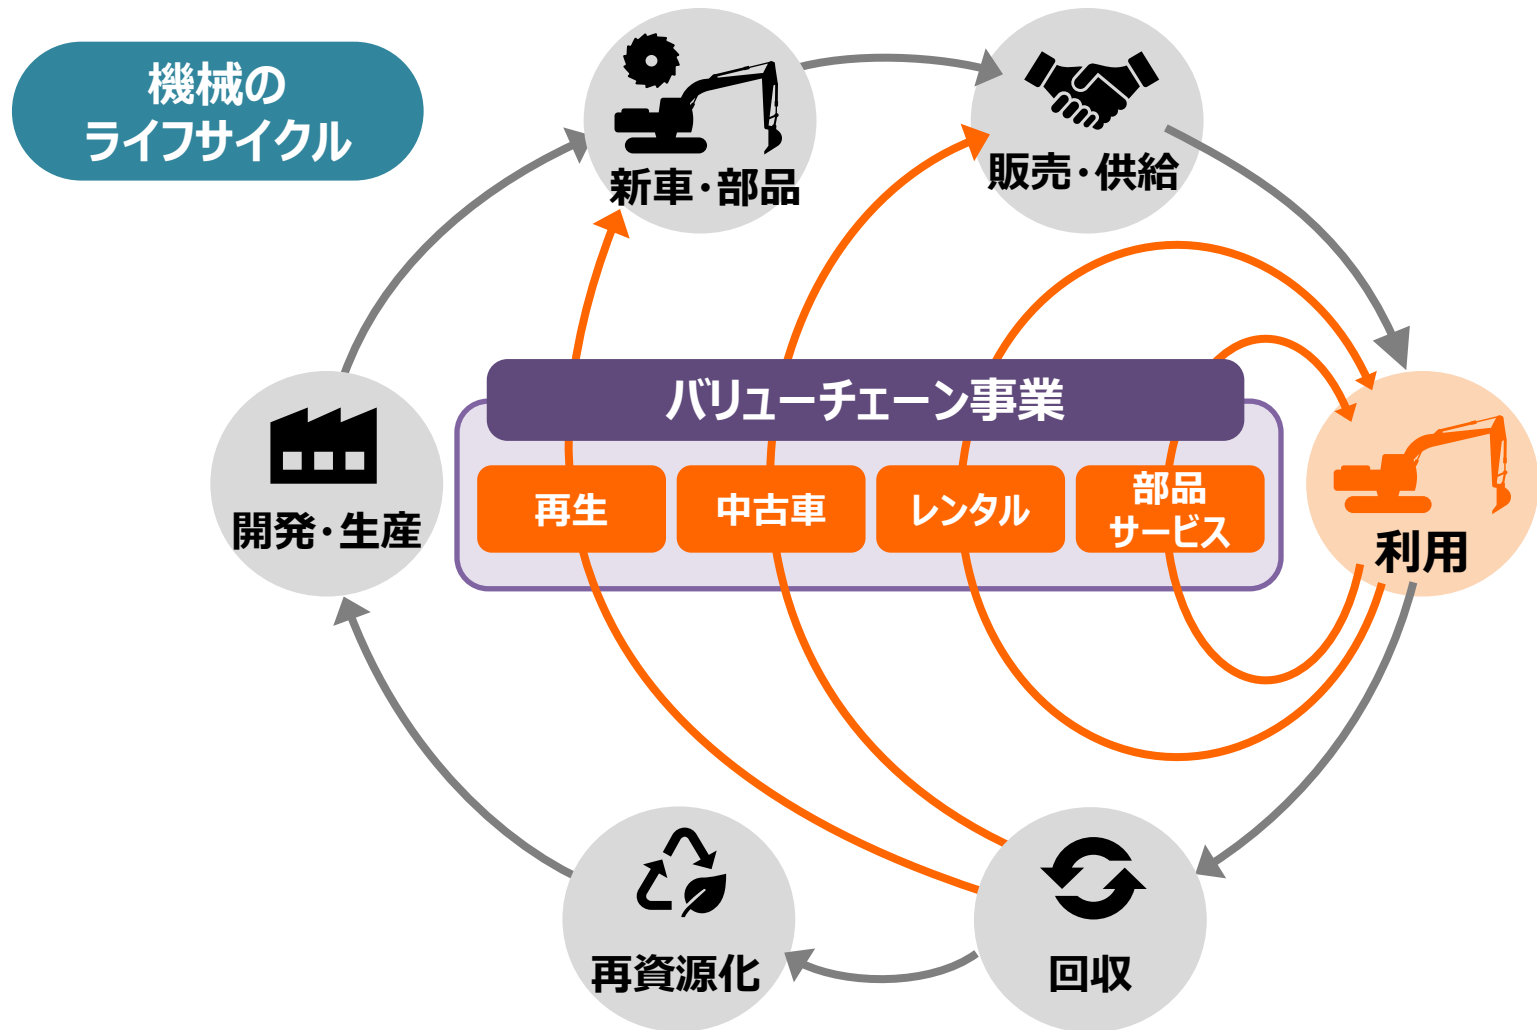 機械の
ライフサイクル
新車・部品
販売・供給
バリューチェーン事業
開発・生産
再生
中古車
レンタル
部品
サービス
利用
再資源化
回収